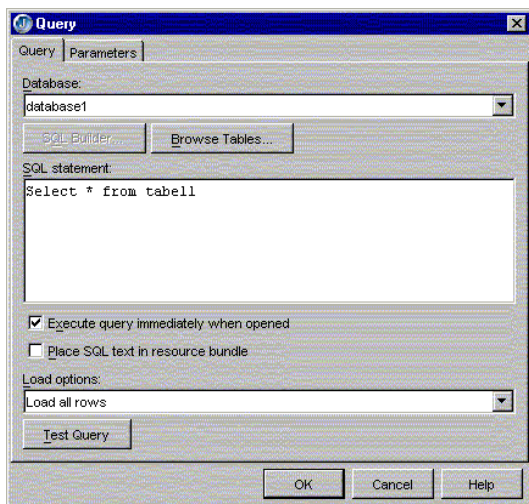 Query
Query Parameters
Database:
database1
SQL Builder... Browse Tables...
SQL statement:
Select * from tabell
Execute query immediately when opened
Place SQL text in resource bundle
Load options:
Load all rows
Test Query
OK Cancel Help